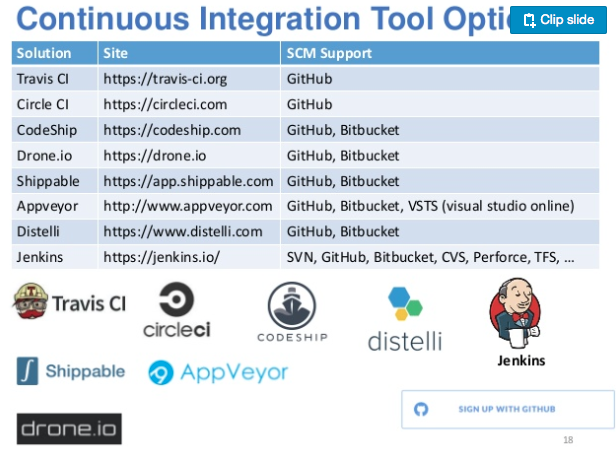 Continuous Integration Tool Opti
Clip slide
Solution Site SCM Support
Travis CI https://travis-ci.org GitHub
Circle CI https://circleci.com GitHub
CodeShip https://codeship.com GitHub, Bitbucket
Drone.io https://drone.io GitHub, Bitbucket
Shippable https://app.shippable.com GitHub, Bitbucket
Appveyor http://www.appveyor.com GitHub, Bitbucket, VSTS (visual studio online)
Distelli https://www.distelli.com GitHub, Bitbucket
Jenkins https://jenkins.io/ SVN, GitHub, Bitbucket, CVS, Perforce, TFS, ...
Travis CI
circleci
CODESHIP
distelli
Jenkins
Shippable
AppVeyor
SIGN UP WITH GITHUB
drone.io
18